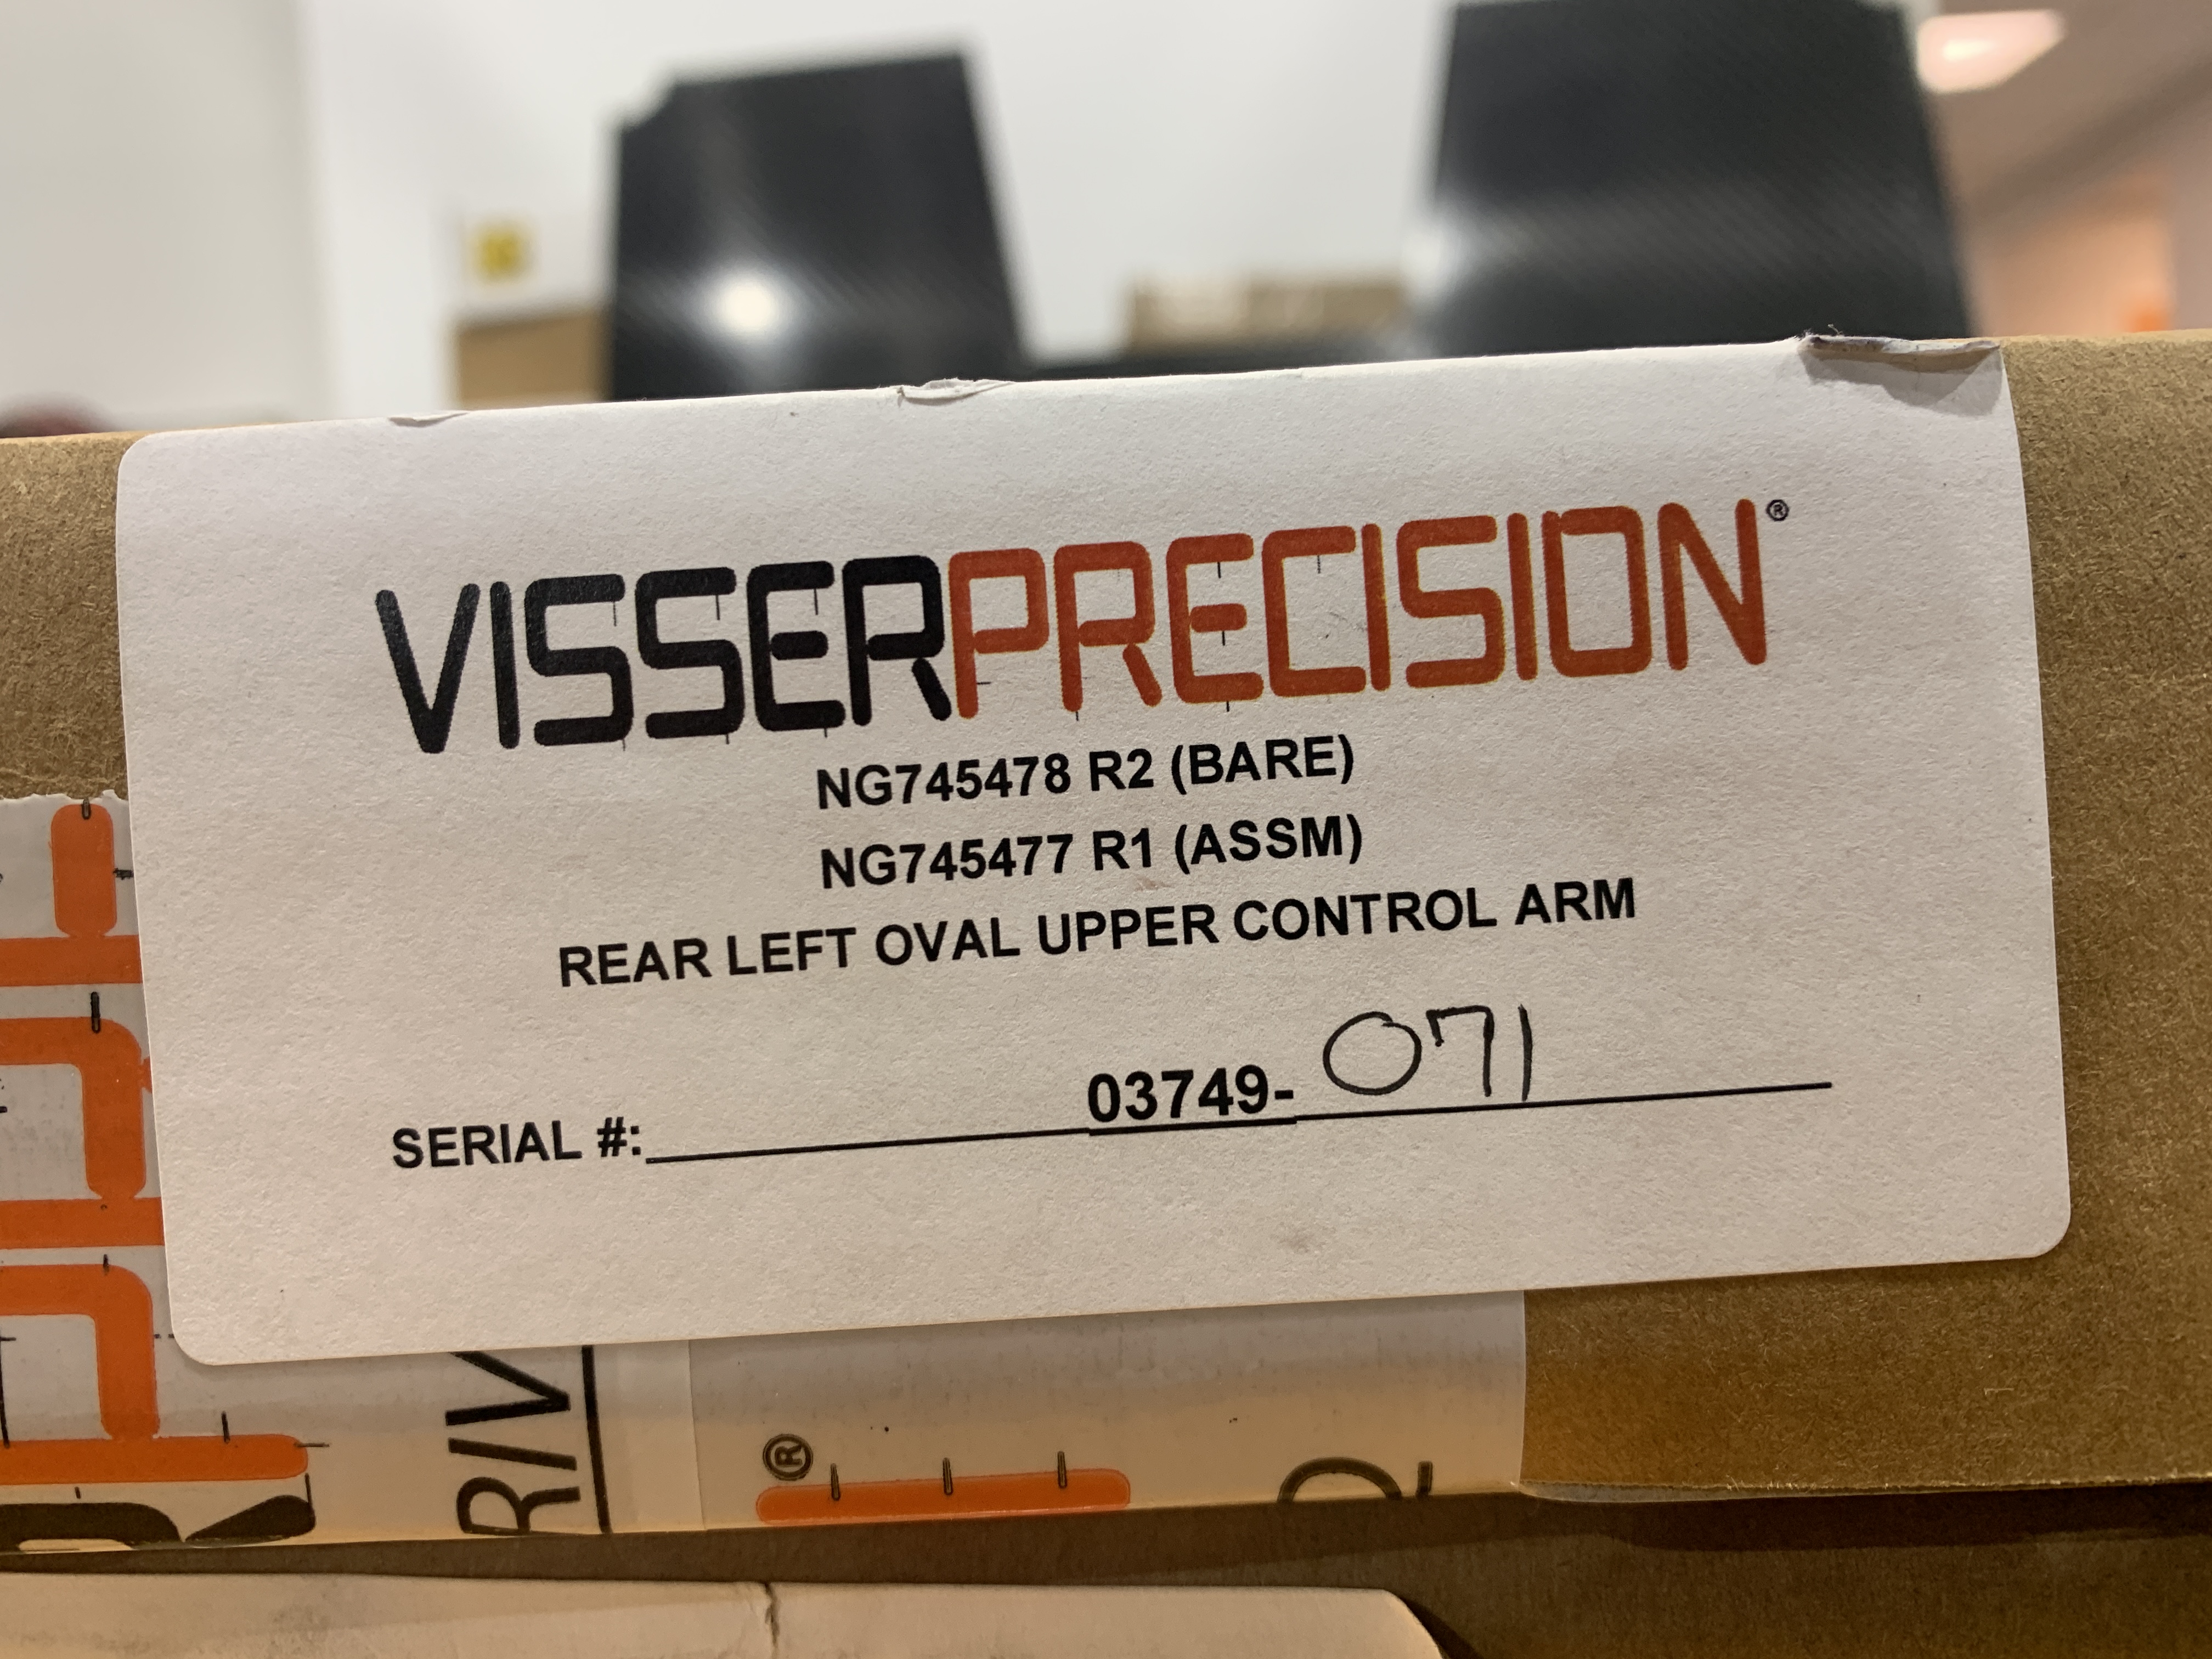 VISSERPRECISION®
NG745478 R2 (BARE)
NG745477 R1 (ASSM)
REAR LEFT OVAL UPPER CONTROL ARM
SERIAL #: 03749-071
®